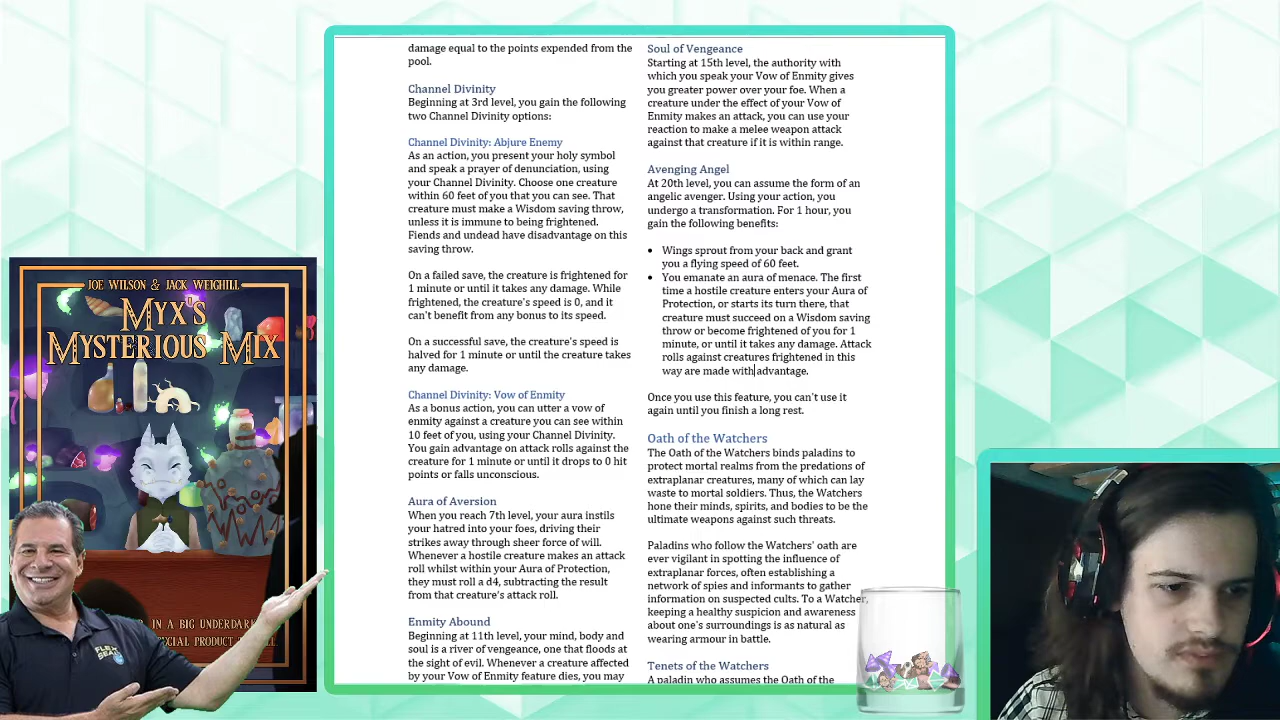 damage equal to the points expended from the
pool.
Channel Divinity
Beginning at 3rd level, you gain the following
two Channel Divinity options:
Channel Divinity: Abjure Enemy
As an action, you present your holy symbol
and speak a prayer of denunciation, using
your Channel Divinity. Choose one creature
within 60 feet of you that you can see. That
creature must make a Wisdom saving throw,
unless it is immune to being frightened.
Fiends and undead have disadvantage on this
saving throw.
On a failed save, the creature is frightened for
1 minute or until it takes any damage. While
frightened, the creature's speed is 0, and it
can't benefit from any bonus to its speed.
On a successful save, the creature's speed is
halved for 1 minute or until the creature takes
any damage.
Channel Divinity: Vow of Enmity
As a bonus action, you can utter a vow of
enmity against a creature you can see within
10 feet of you, using your Channel Divinity.
You gain advantage on attack rolls against the
creature for 1 minute or until it drops to 0 hit
points or falls unconscious.
Aura of Aversion
When you reach 7th level, your aura instils
your hatred into your foes, driving their
strikes away through sheer force of will.
Whenever a hostile creature makes an attack
roll whilst within your Aura of Protection,
they must roll a d4, subtracting the result
from that creature's attack roll.
Enmity Abound
Beginning at 11th level, your mind, body and
soul is a river of vengeance, one that floods at
the sight of evil. Whenever a creature affected
by your Vow of Enmity feature dies, you may
Soul of Vengeance
Starting at 15th level, the authority with
which you speak your Vow of Enmity gives
you greater power over your foe. When a
creature under the effect of your Vow of
Enmity makes an attack, you can use your
reaction to make a melee weapon attack
against that creature if it is within range.
Avenging Angel
At 20th level, you can assume the form of an
angelic avenger. Using your action, you
undergo a transformation. For 1 hour, you
gain the following benefits:
• Wings sprout from your back and grant
you a flying speed of 60 feet.
• You emanate an aura of menace. The first
time a hostile creature enters your Aura of
Protection, or starts its turn there, that
creature must succeed on a Wisdom saving
throw or become frightened of you for 1
minute, or until it takes any damage. Attack
rolls against creatures frightened in this
way are made with advantage.
Once you use this feature, you can't use it
again until you finish a long rest.
Oath of the Watchers
The Oath of the Watchers binds paladins to
protect mortal realms from the predations of
extraplanar creatures, many of which can lay
waste to mortal soldiers. Thus, the Watchers
hone their minds, spirits, and bodies to be the
ultimate weapons against such threats.
Paladins who follow the Watchers' oath are
ever vigilant in spotting the influence of
extraplanar forces, often establishing a
network of spies and informants to gather
information on suspected cults. To a Watcher,
keeping a healthy suspicion and awareness
about one's surroundings is as natural as
wearing armour in battle.
Tenets of the Watchers
A paladin who assumes the Oath of the
JOE WILSON & JACK WEIGHILL
MYX'S
MYSTERIOUS MIX
IN A BIG UNDERDARK
PRODUCT